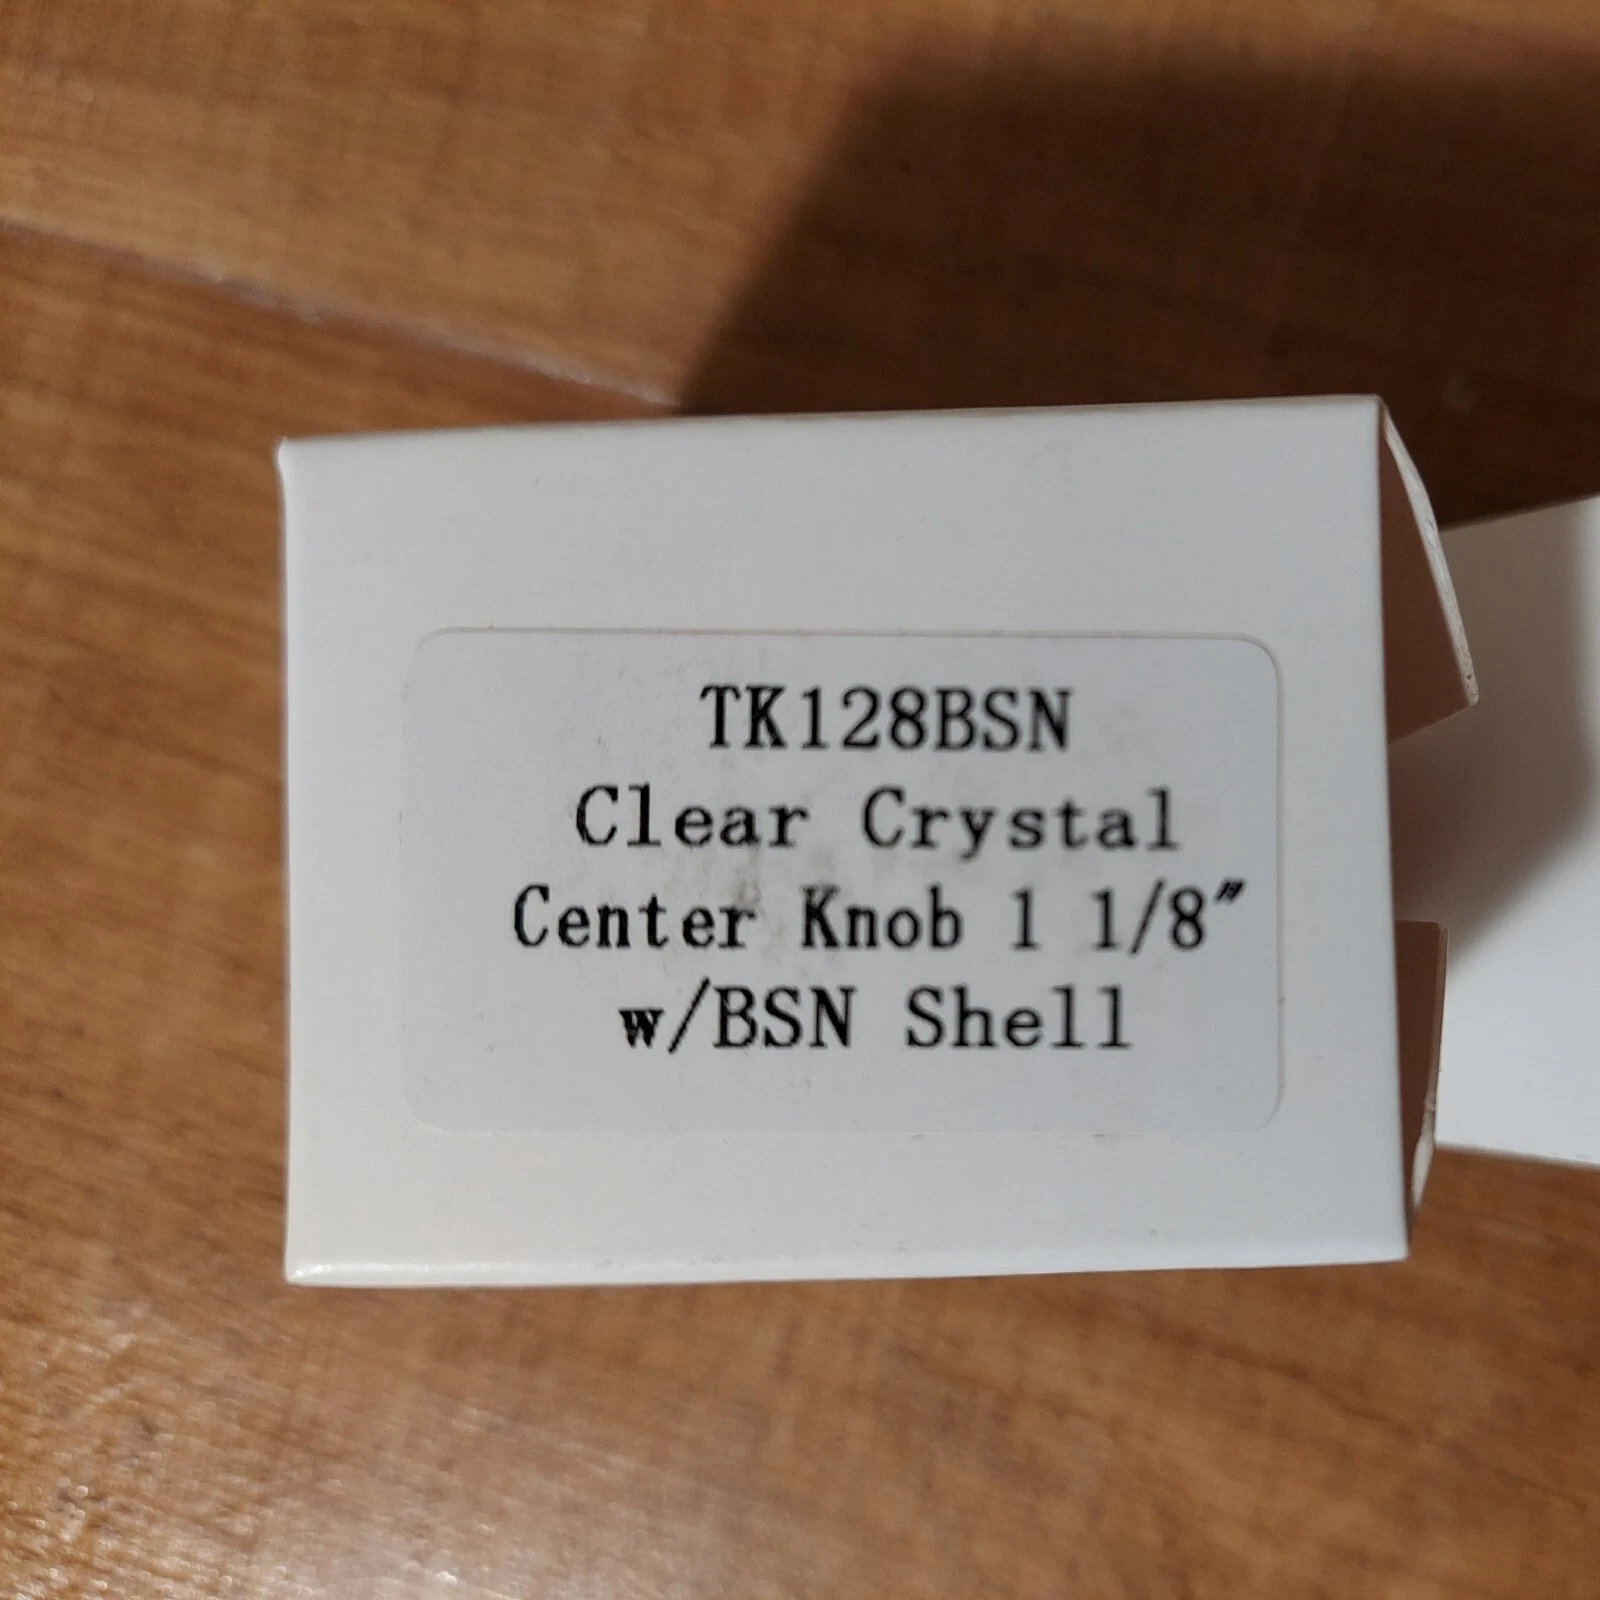 TK128BSN
Clear Crystal
Center Knob 1 1/8"
w/BSN Shell